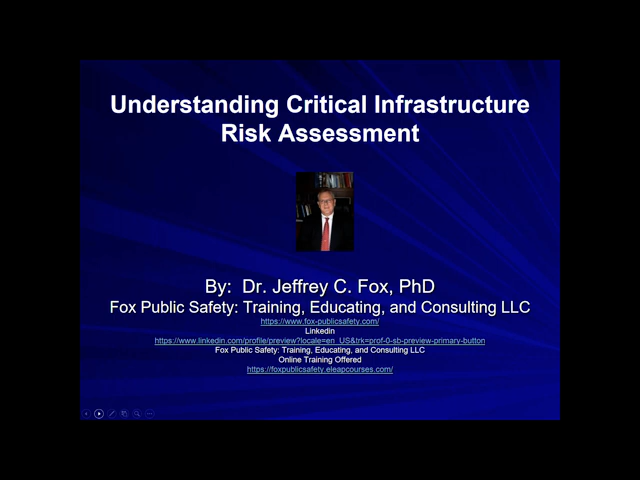 Understanding Critical Infrastructure
Risk Assessment
By: Dr. Jeffrey C. Fox, PhD
Fox Public Safety: Training, Educating, and Consulting LLC
https://www.fox-publicsafety.com/
Linkedin
https://www.linkedin.com/profile/preview?locale=en_US&trk=prof-0-sb-preview-primary-button
Fox Public Safety: Training, Educating, and Consulting LLC
Online Training Offered
https://foxpublicsafety.eleapcourses.com/